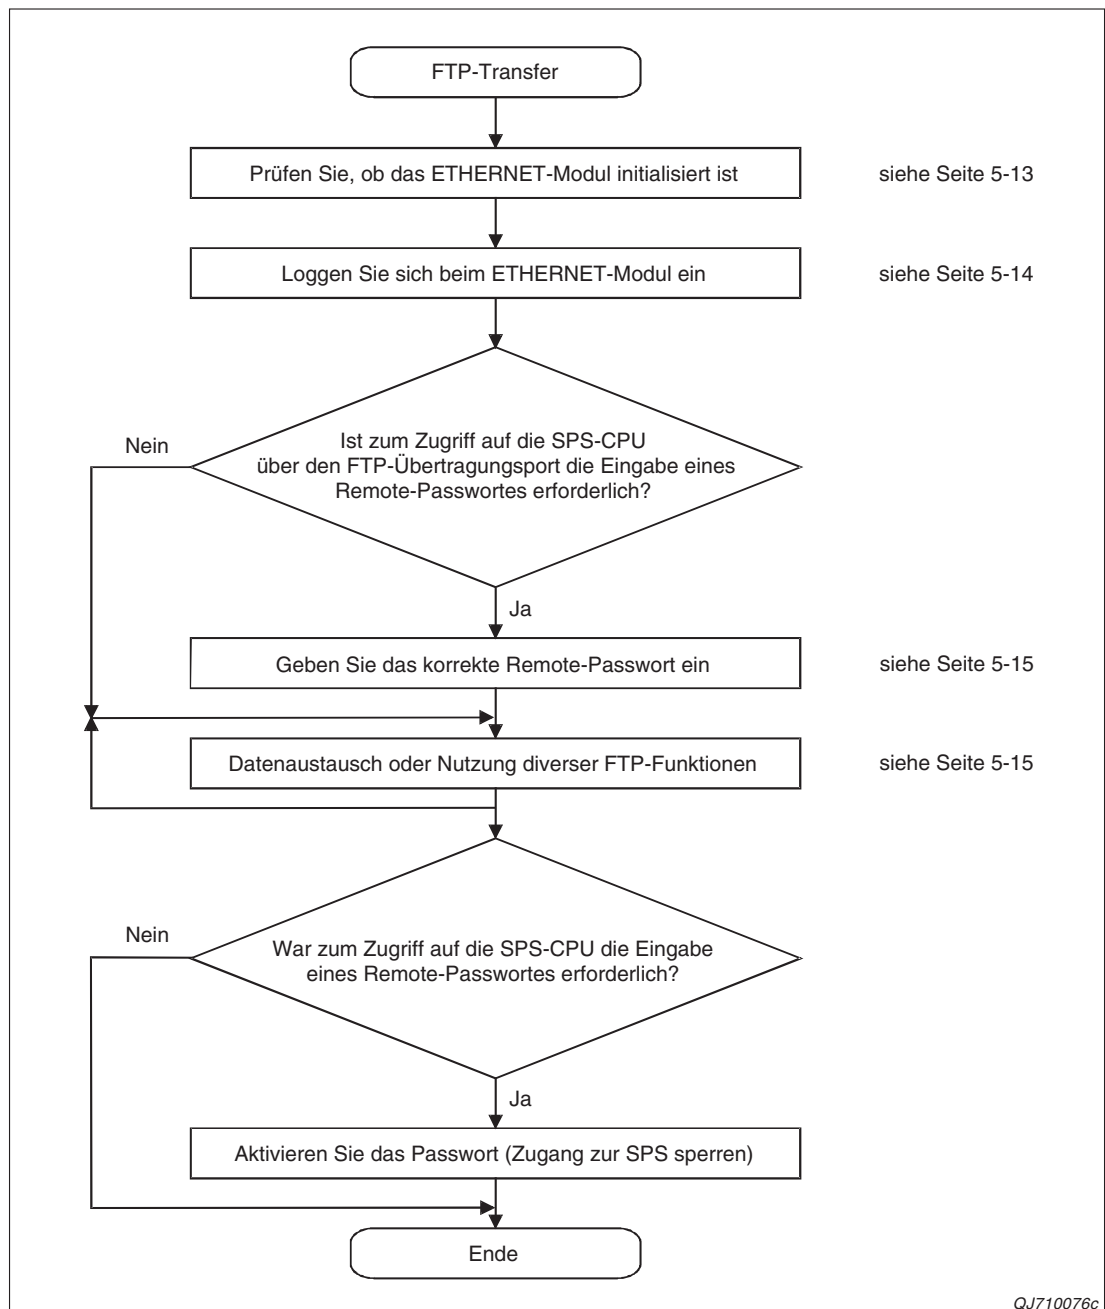 FTP-Transfer
Prüfen Sie, ob das ETHERNET-Modul initialisiert ist
siehe Seite 5-13
Loggen Sie sich beim ETHERNET-Modul ein
siehe Seite 5-14
Nein
Ist zum Zugriff auf die SPS-CPU
über den FTP-Übertragungsport die Eingabe eines
Remote-Passwortes erforderlich?
Ja
Geben Sie das korrekte Remote-Passwort ein
siehe Seite 5-15
Datenaustausch oder Nutzung diverser FTP-Funktionen
siehe Seite 5-15
Nein
War zum Zugriff auf die SPS-CPU die Eingabe
eines Remote-Passwortes erforderlich?
Ja
Aktivieren Sie das Passwort (Zugang zur SPS sperren)
Ende
QJ710076c